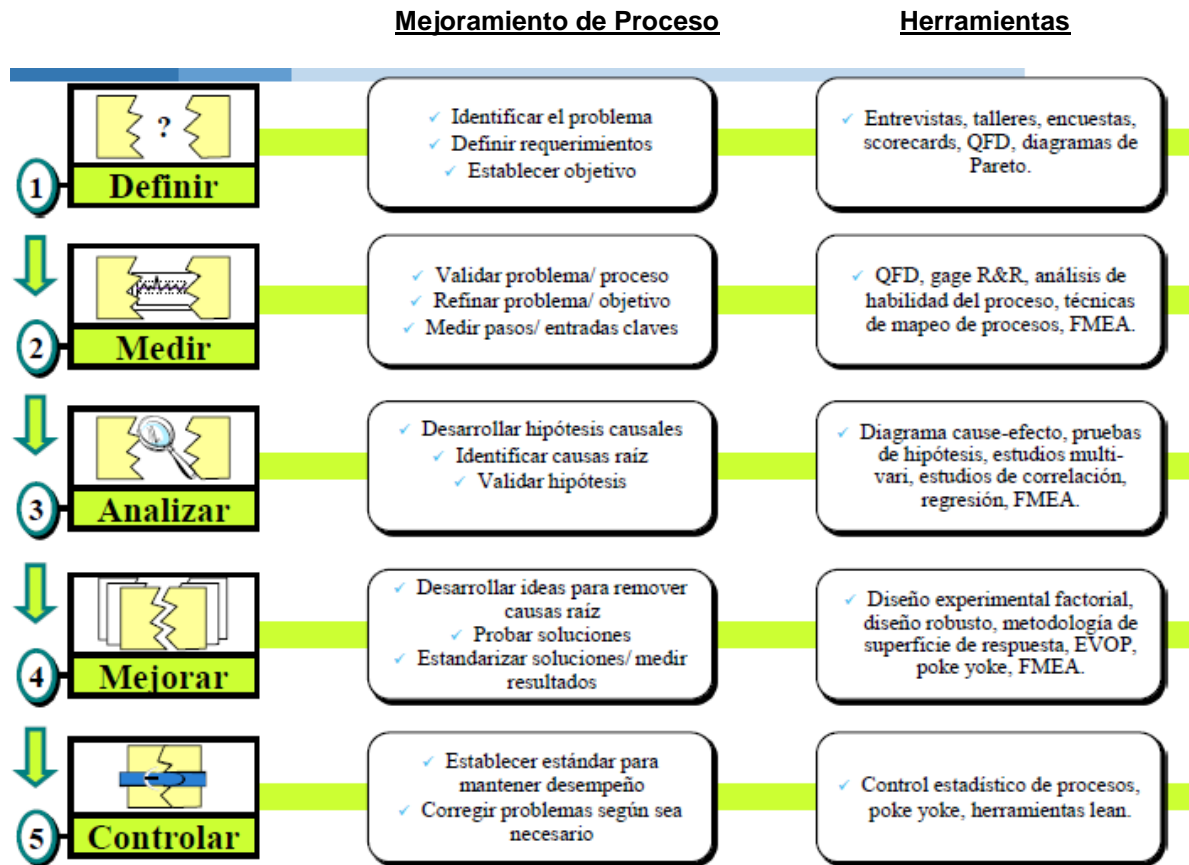 Mejoramiento de Proceso
Herramientas
?
1
Definir
✓ Identificar el problema
✓ Definir requerimientos
✓ Establecer objetivo
✓ Entrevistas, talleres, encuestas,
scorecards, QFD, diagramas de
Pareto.
2
Medir
✓ Validar problema/ proceso
✓ Refinar problema/ objetivo
✓ Medir pasos/ entradas claves
✓ QFD, gage R&R, análisis de
habilidad del proceso, técnicas
de mapeo de procesos, FMEA.
3
Analizar
✓ Desarrollar hipótesis causales
✓ Identificar causas raíz
✓ Validar hipótesis
✓ Diagrama cause-efecto, pruebas
de hipótesis, estudios multi-
vari, estudios de correlación,
regresión, FMEA.
4
Mejorar
✓ Desarrollar ideas para remover
causas raíz
✓ Probar soluciones
✓ Estandarizar soluciones/ medir
resultados
✓ Diseño experimental factorial,
diseño robusto, metodología de
superfície de respuesta, EVOP,
poke yoke, FMEA.
5
Controlar
✓ Establecer estándar para
mantener desempeño
✓ Corregir problemas según sea
necesario
✓ Control estadístico de procesos,
poke yoke, herramientas lean.